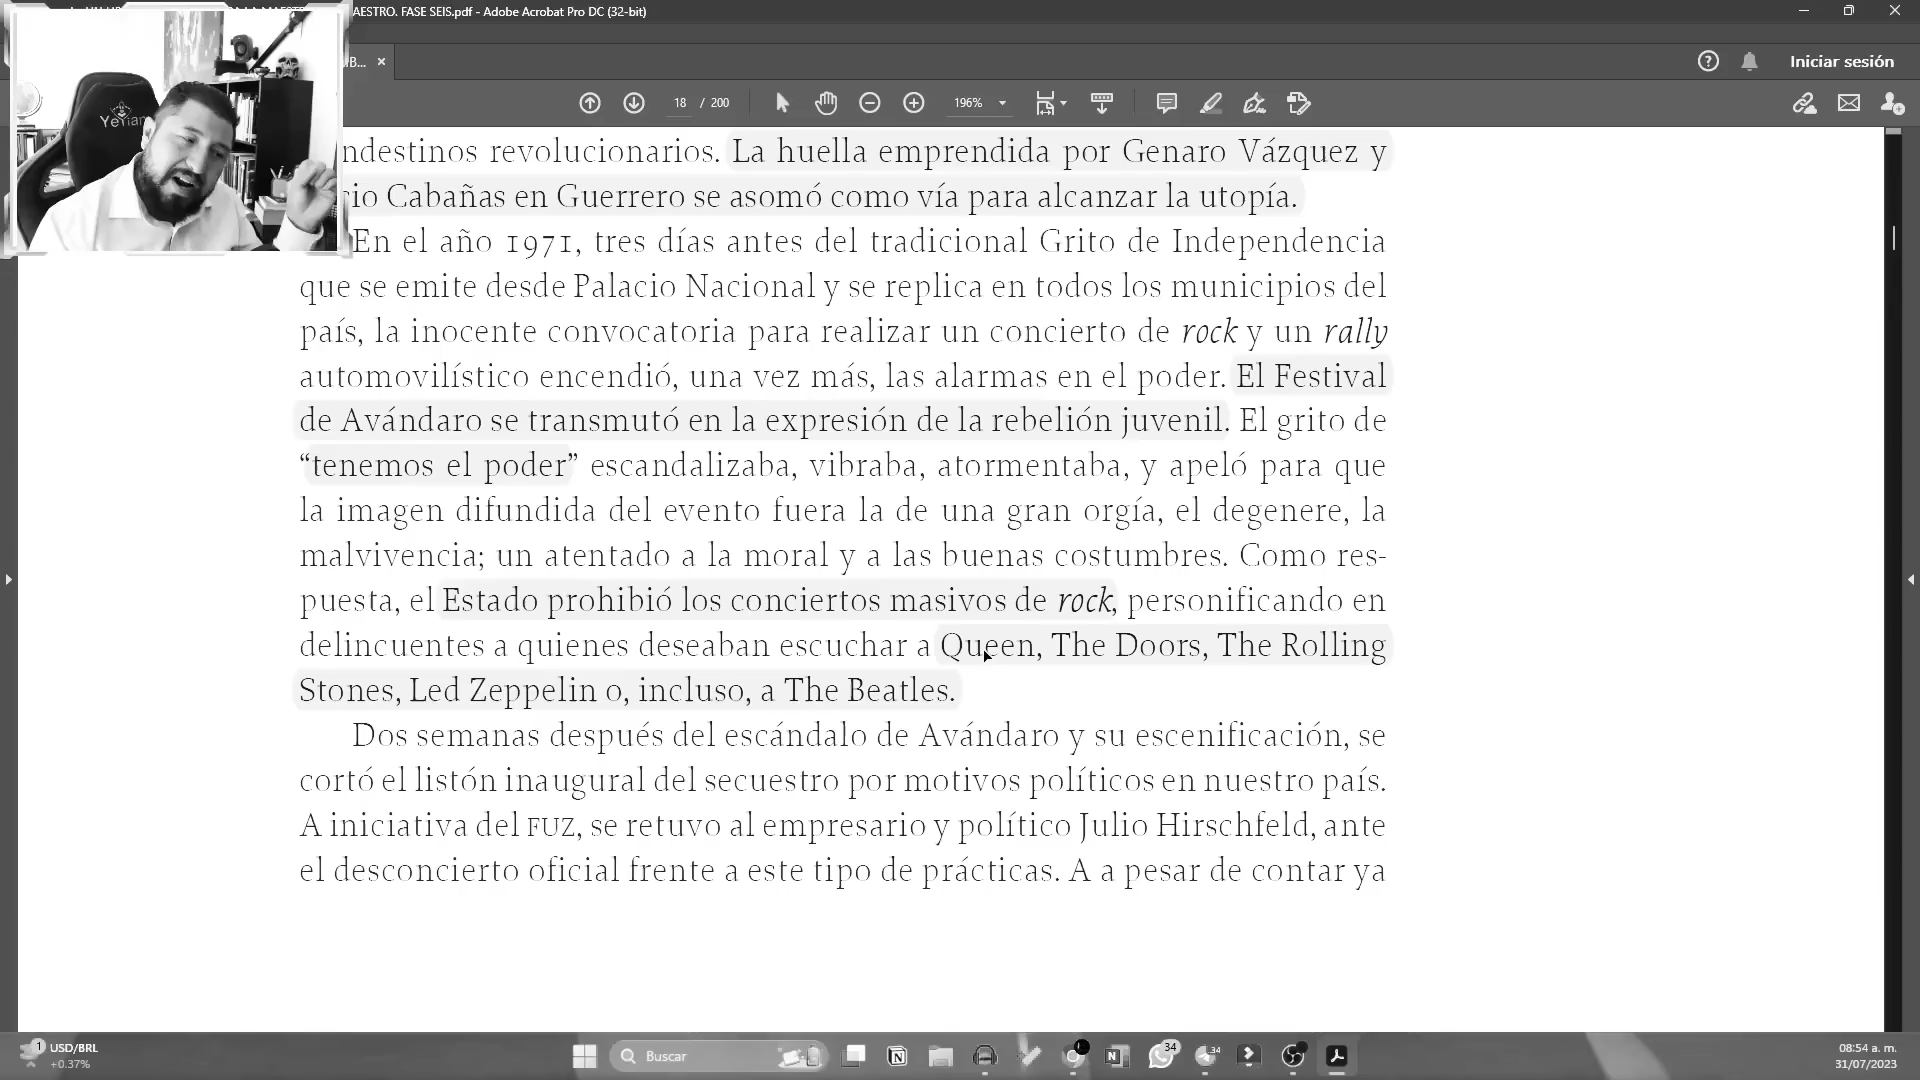 AESTRO. FASE SEIS.pdf - Adobe Acrobat Pro DC (32-bit)
B... ×
Iniciar sesión
18 / 200
196%
Yeyian
ndestinos revolucionarios. La huella emprendida por Genaro Vázquez y
io Cabañas en Guerrero se asomó como vía para alcanzar la utopía.
En el año 1971, tres días antes del tradicional Grito de Independencia
que se emite desde Palacio Nacional y se replica en todos los municipios del
país, la inocente convocatoria para realizar un concierto de rock y un rally
automovilístico encendió, una vez más, las alarmas en el poder. El Festival
de Avándaro se transmutó en la expresión de la rebelión juvenil. El grito de
“tenemos el poder” escandalizaba, vibraba, atormentaba, y apeló para que
la imagen difundida del evento fuera la de una gran orgía, el degenere, la
malvivencia; un atentado a la moral y a las buenas costumbres. Como res-
puesta, el Estado prohibió los conciertos masivos de rock, personificando en
delincuentes a quienes deseaban escuchar a Queen, The Doors, The Rolling
Stones, Led Zeppelin o, incluso, a The Beatles.
Dos semanas después del escándalo de Avándaro y su escenificación, se
cortó el listón inaugural del secuestro por motivos políticos en nuestro país.
A iniciativa del FUZ, se retuvo al empresario y político Julio Hirschfeld, ante
el desconcierto oficial frente a este tipo de prácticas. A a pesar de contar ya
1
USD/BRL
+0.37%
Buscar
34
34
08:54 a. m.
31/07/2023